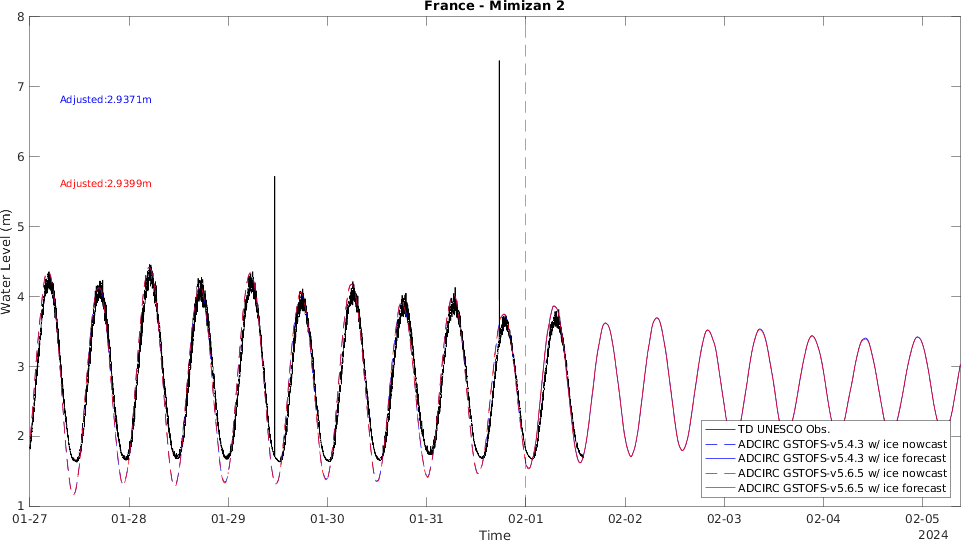 France - Mimizan 2
8
7
6
5
4
3
2
1
Water Level (m)
Adjusted:2.9371m
Adjusted:2.9399m
TD UNESCO Obs.
ADCIRC GSTOFS-v5.4.3 w/ ice nowcast
ADCIRC GSTOFS-v5.4.3 w/ ice forecast
ADCIRC GSTOFS-v5.6.5 w/ ice nowcast
ADCIRC GSTOFS-v5.6.5 w/ ice forecast
01-27 01-28 01-29 01-30 01-31 02-01 02-02 02-03 02-04 02-05
Time
2024